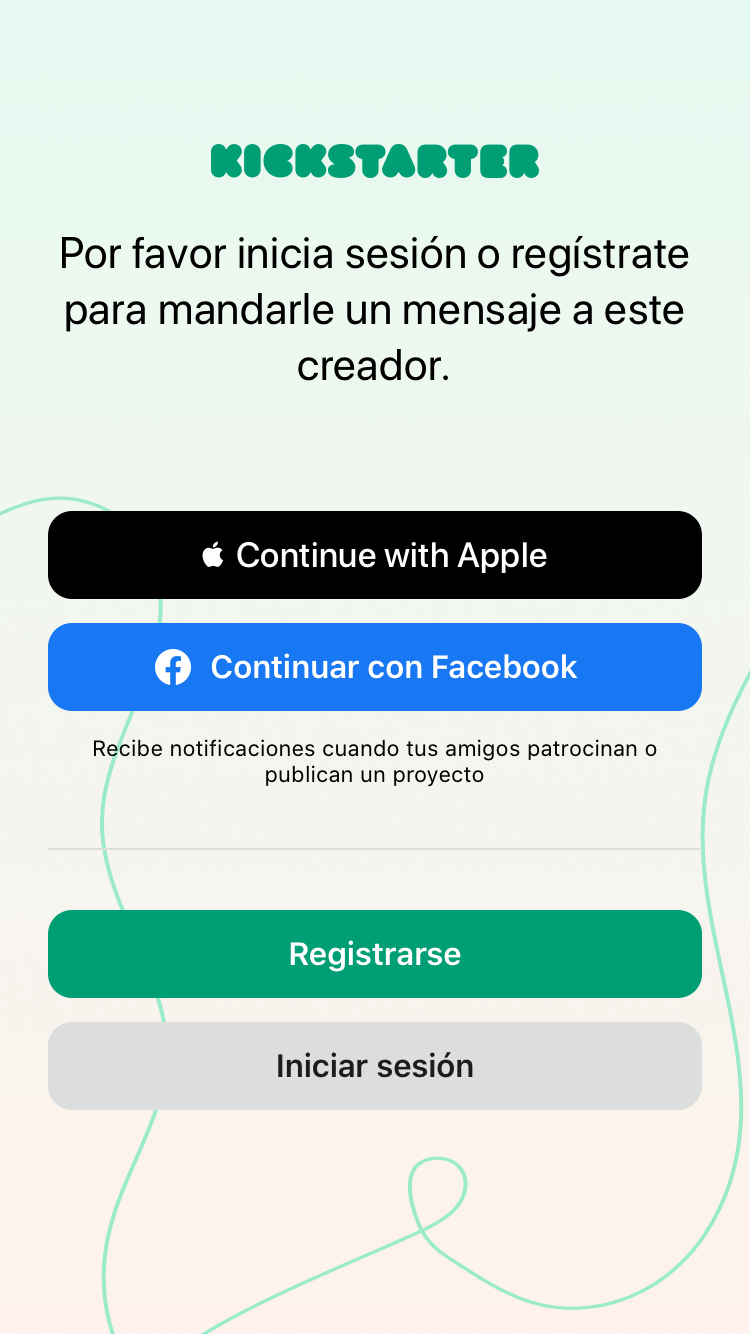 KICKSTARTER
Por favor inicia sesión o regístrate
para mandarle un mensaje a este
creador.
Continue with Apple
Continuar con Facebook
Recibe notificaciones cuando tus amigos patrocinan o
publican un proyecto
Registrarse
Iniciar sesión